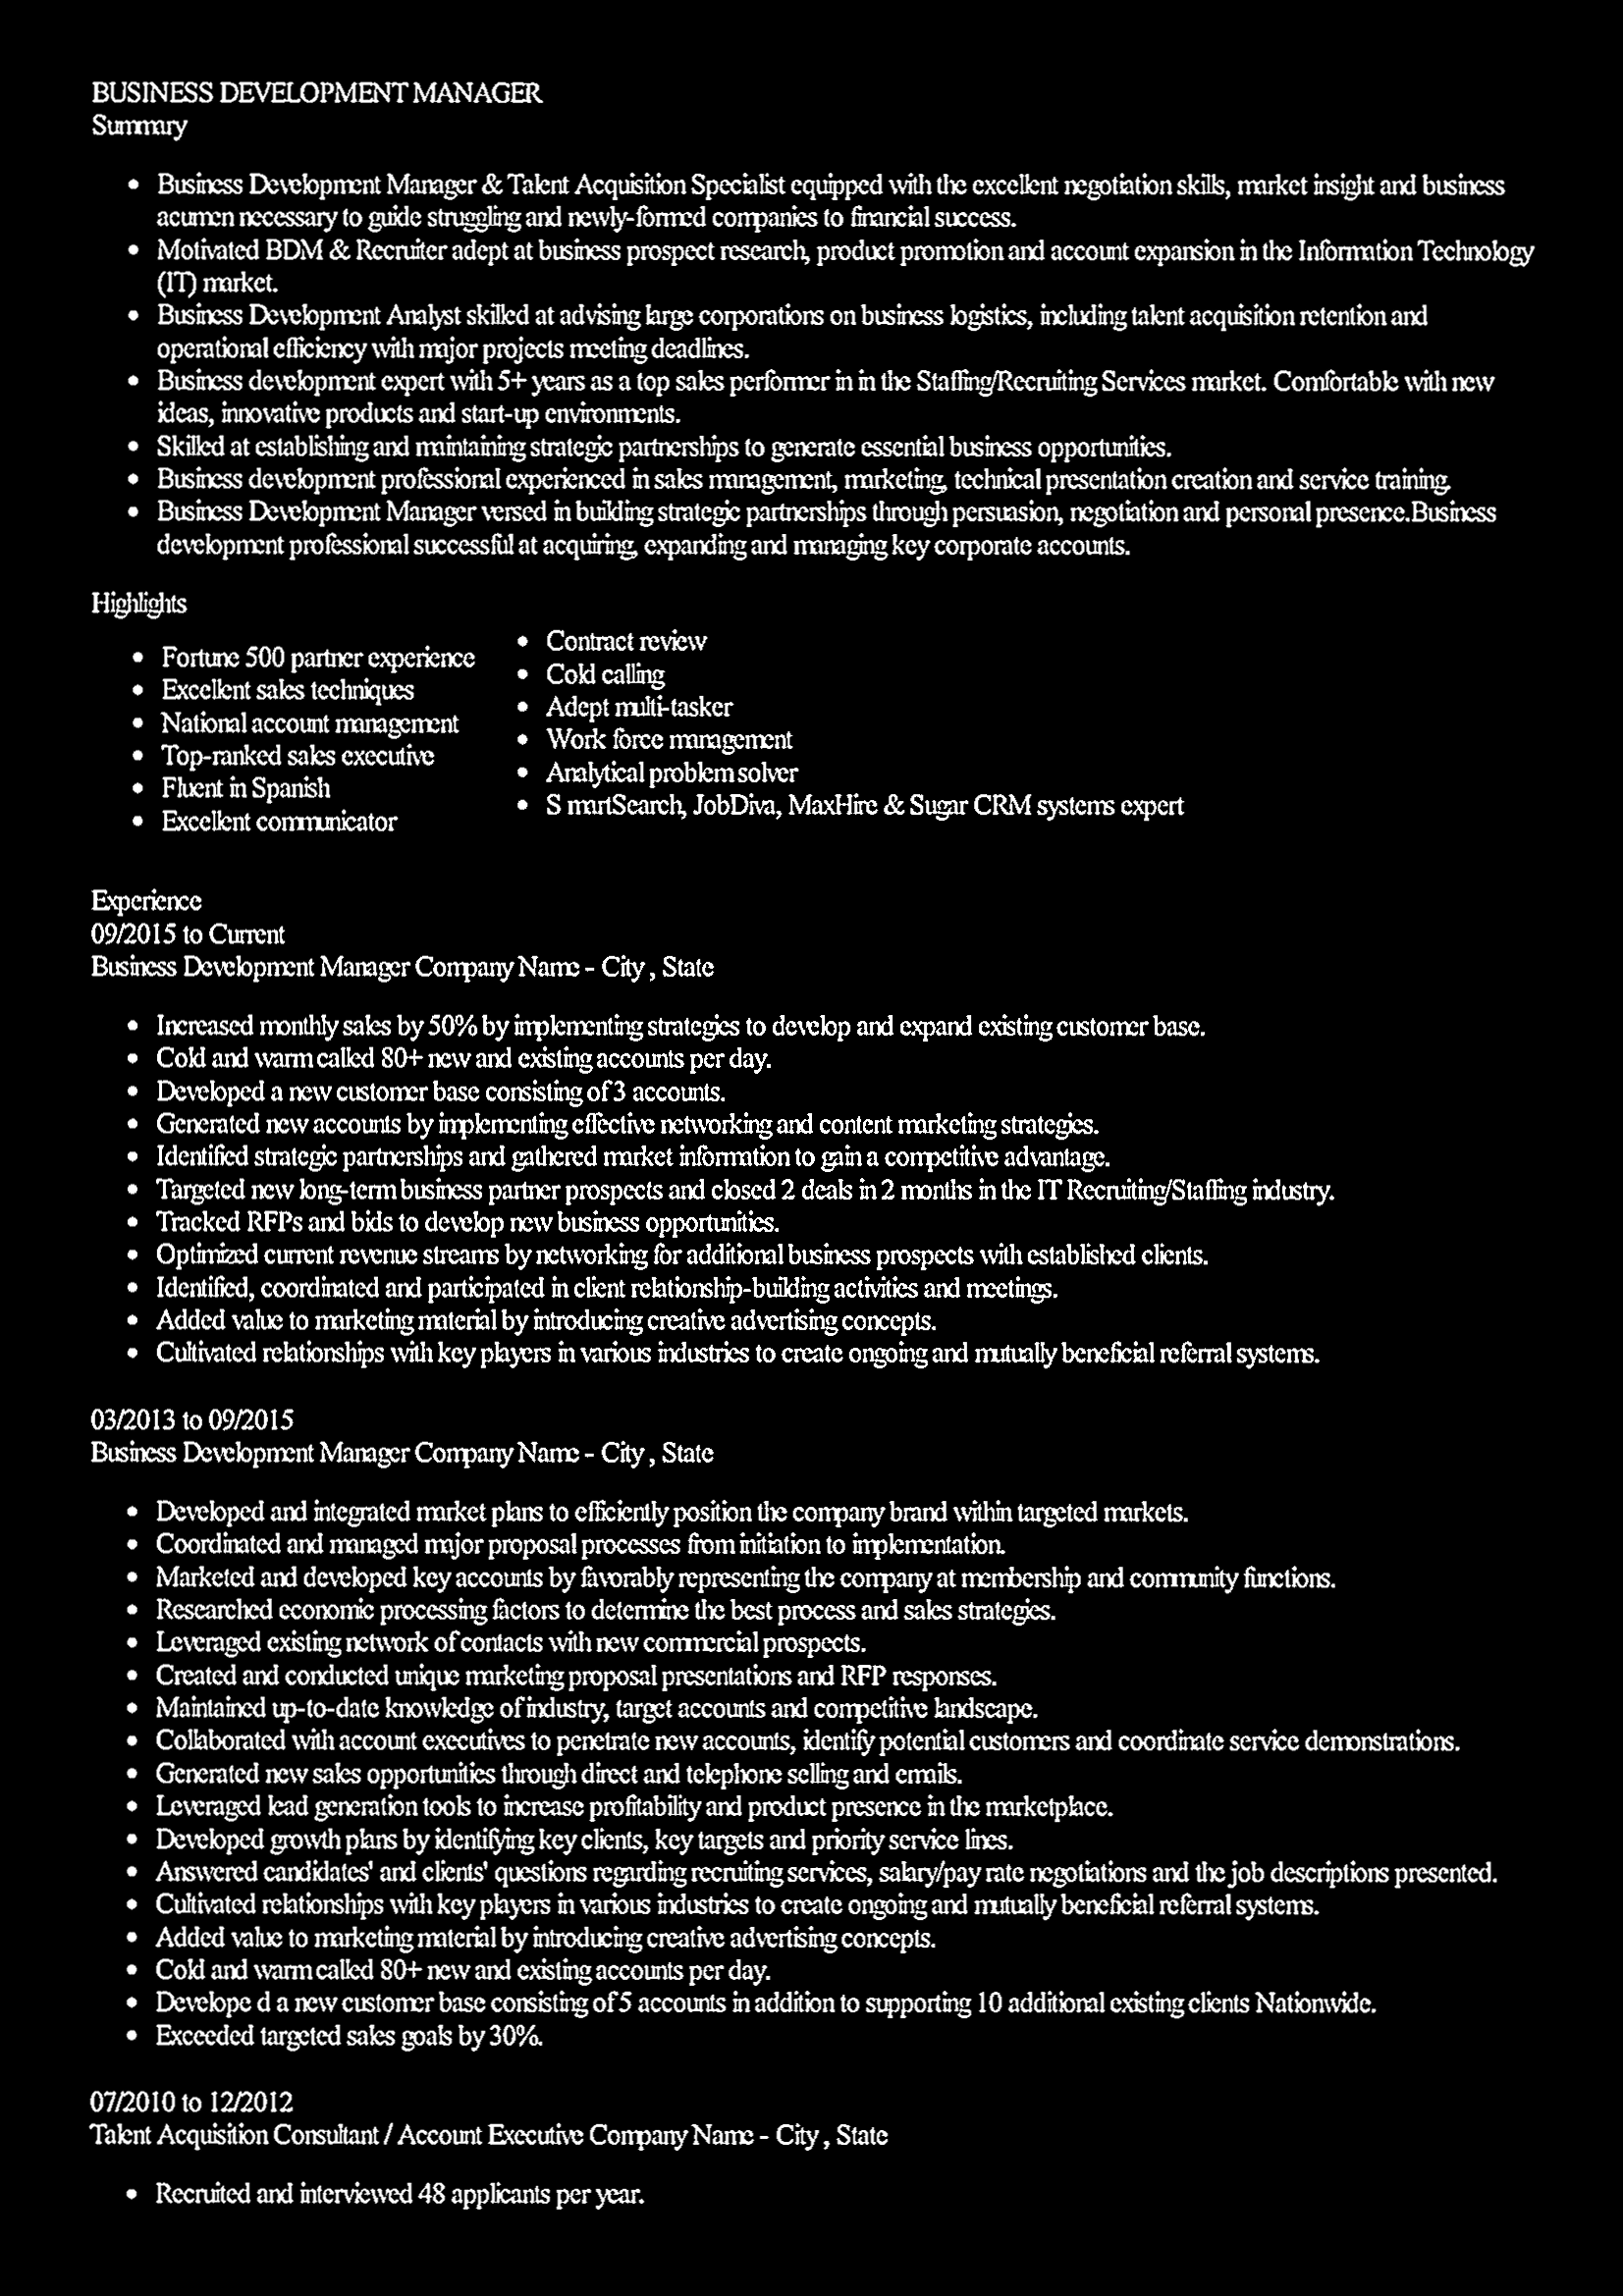 BUSINESS DEVELOPMENT MANAGER
Summary
• Business Development Manager & Talent Acquisition Specialist equipped with the excellent negotiation skills, market insight and business
acumen necessary to guide struggling and newly-formed companies to financial success.
• Motivated BDM & Recruiter adept at business prospect research, product promotion and account expansion in the Information Technology
(IT) market.
• Business Development Analyst skilled at advising large corporations on business logistics, including talent acquisition retention and
operational efficiency with major projects meeting deadlines.
• Business development expert with 5+ years as a top sales performer in in the Staffing/Recruiting Services market. Comfortable with new
ideas, innovative products and start-up environments.
• Skilled at establishing and maintaining strategic partnerships to generate essential business opportunities.
• Business development professional experienced in sales management, marketing, technical presentation creation and service training.
• Business Development Manager versed in building strategic partnerships through persuasion, negotiation and personal presence.Business
development professional successful at acquiring, expanding and managing key corporate accounts.
Highlights
• Fortune 500 partner experience
• Excellent sales techniques
• National account management
• Top-ranked sales executive
• Fluent in Spanish
• Excellent communicator
• Contract review
• Cold calling
• Adept multi-tasker
• Work force management
• Analytical problem solver
• S martSearch, JobDiva, MaxHire & Sugar CRM systems expert
Experience
09/2015 to Current
Business Development Manager Company Name - City , State
• Increased monthly sales by 50% by implementing strategies to develop and expand existing customer base.
• Cold and warm called 80+ new and existing accounts per day.
• Developed a new customer base consisting of 3 accounts.
• Generated new accounts by implementing effective networking and content marketing strategies.
• Identified strategic partnerships and gathered market information to gain a competitive advantage.
• Targeted new long-term business partner prospects and closed 2 deals in 2 months in the IT Recruiting/Staffing industry.
• Tracked RFPs and bids to develop new business opportunities.
• Optimized current revenue streams by networking for additional business prospects with established clients.
• Identified, coordinated and participated in client relationship-building activities and meetings.
• Added value to marketing material by introducing creative advertising concepts.
• Cultivated relationships with key players in various industries to create ongoing and mutually beneficial referral systems.
03/2013 to 09/2015
Business Development Manager Company Name - City , State
• Developed and integrated market plans to efficiently position the company brand within targeted markets.
• Coordinated and managed major proposal processes from initiation to implementation.
• Marketed and developed key accounts by favorably representing the company at membership and community functions.
• Researched economic processing factors to determine the best process and sales strategies.
• Leveraged existing network of contacts with new commercial prospects.
• Created and conducted unique marketing proposal presentations and RFP responses.
• Maintained up-to-date knowledge of industry, target accounts and competitive landscape.
• Collaborated with account executives to penetrate new accounts, identify potential customers and coordinate service demonstrations.
• Generated new sales opportunities through direct and telephone selling and emails.
• Leveraged lead generation tools to increase profitability and product presence in the marketplace.
• Developed growth plans by identifying key clients, key targets and priority service lines.
• Answered candidates' and clients' questions regarding recruiting services, salary/pay rate negotiations and the job descriptions presented.
• Cultivated relationships with key players in various industries to create ongoing and mutually beneficial referral systems.
• Added value to marketing material by introducing creative advertising concepts.
• Cold and warm called 80+ new and existing accounts per day.
• Develope d a new customer base consisting of 5 accounts in addition to supporting 10 additional existing clients Nationwide.
• Exceeded targeted sales goals by 30%.
07/2010 to 12/2012
Talent Acquisition Consultant / Account Executive Company Name - City , State
• Recruited and interviewed 48 applicants per year.